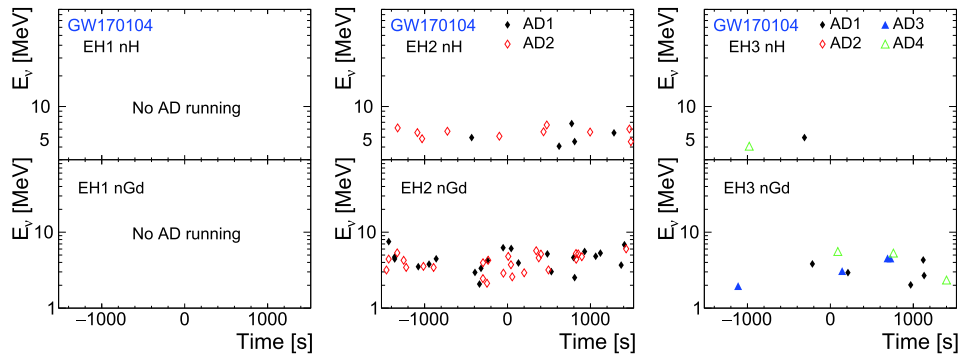 GW170104
EH1 nH
No AD running
E_ν [MeV]
10
5
EH1 nGd
No AD running
E_ν [MeV]
10
1
−1000 0 1000
Time [s]
GW170104
AD1
EH2 nH
AD2
E_ν [MeV]
10
5
EH2 nGd
E_ν [MeV]
10
1
−1000 0 1000
Time [s]
GW170104
AD1 AD3
EH3 nH
AD2 AD4
E_ν [MeV]
10
5
EH3 nGd
E_ν [MeV]
10
1
−1000 0 1000
Time [s]